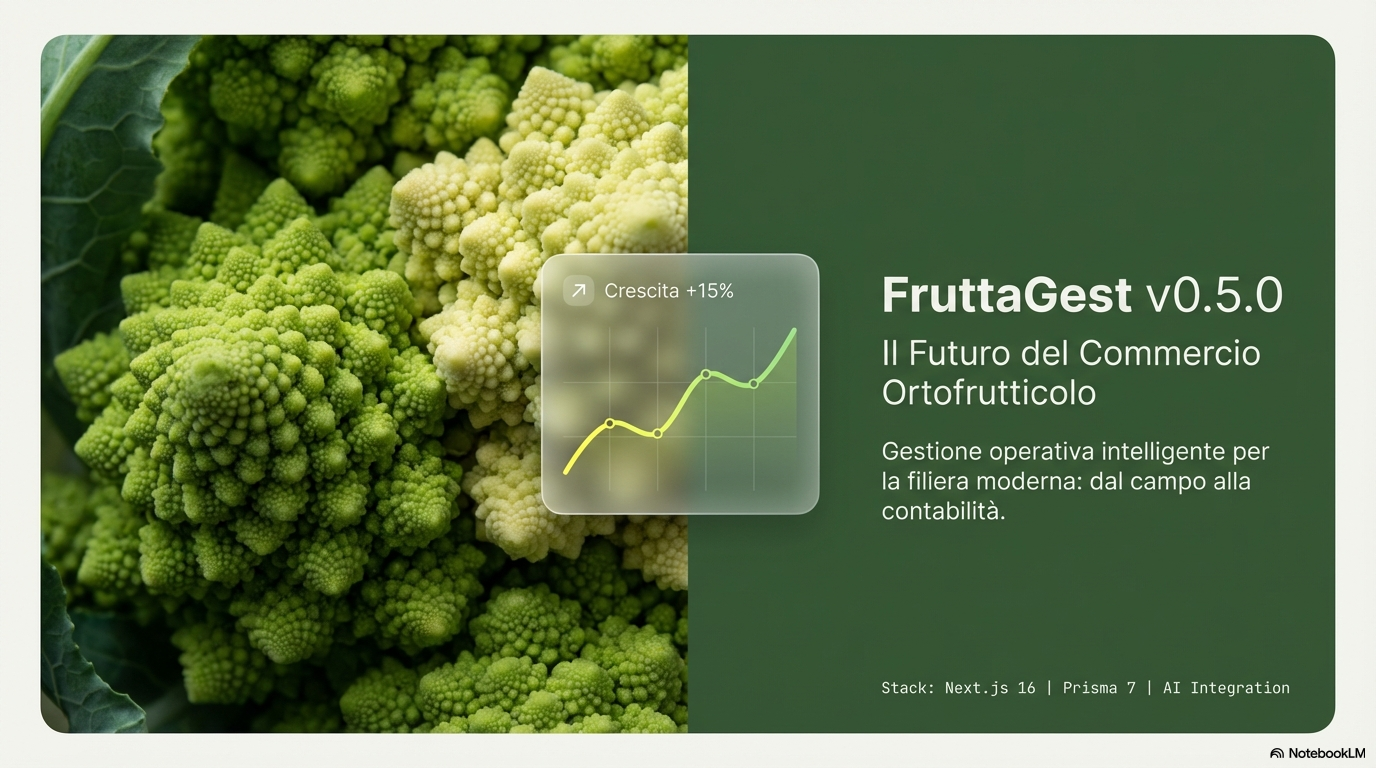 Crescita +15%
FruttaGest v0.5.0
Il Futuro del Commercio
Ortofrutticolo
Gestione operativa intelligente per
la filiera moderna: dal campo alla
contabilità.
Stack: Next.js 16 | Prisma 7 | AI Integration
NotebookLM